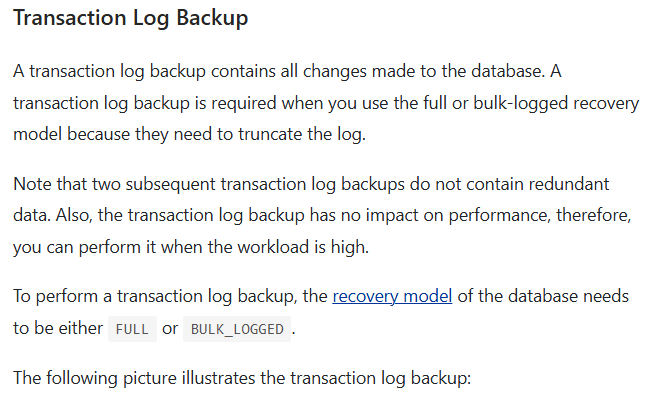 Transaction Log Backup
A transaction log backup contains all changes made to the database. A
transaction log backup is required when you use the full or bulk-logged recovery
model because they need to truncate the log.
Note that two subsequent transaction log backups do not contain redundant
data. Also, the transaction log backup has no impact on performance, therefore,
you can perform it when the workload is high.
To perform a transaction log backup, the recovery model of the database needs
to be either FULL or BULK_LOGGED.
The following picture illustrates the transaction log backup: